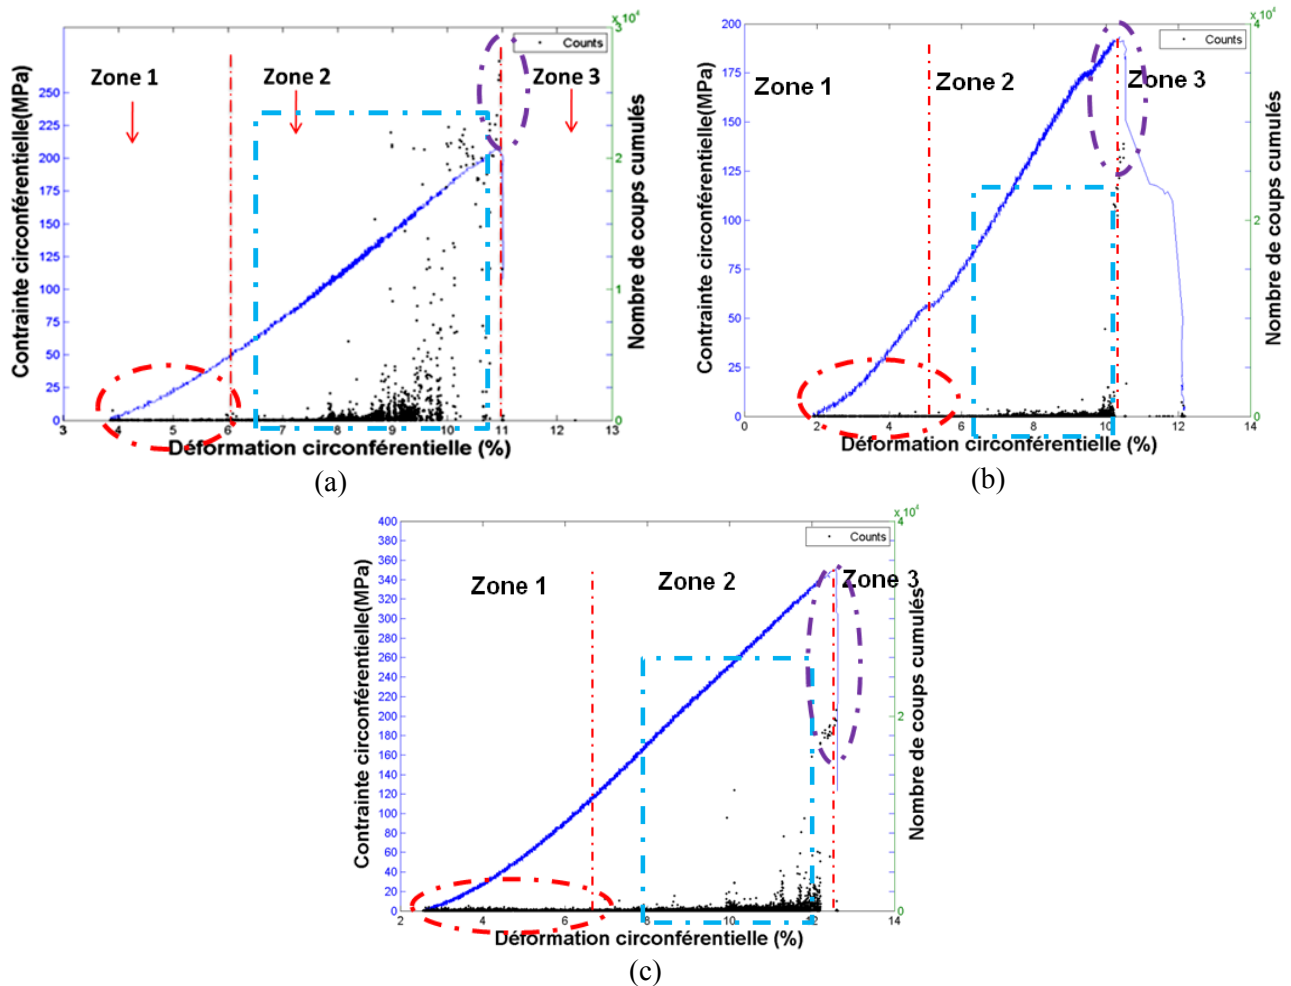 x 10⁴
3
Counts
Zone 1
Zone 2
Zone 3
Contrainte circonférentielle(MPa)
250
225
200
175
150
125
100
75
50
25
0
2
1
0
Nombre de coups cumulés
3 4 5 6 7 8 9 10 11 12 13
Déformation circonférentielle (%)
(a)
x 10⁴
4
Counts
Zone 1
Zone 2
Zone 3
Contrainte circonférentielle(MPa)
200
175
150
125
100
75
50
25
0
2
0
Nombre de coups cumulés
0 2 4 6 8 10 12 14
Déformation circonférentielle (%)
(b)
x 10⁴
4
Counts
Zone 1
Zone 2
Zone 3
Contrainte circonférentielle(MPa)
400
380
360
340
320
300
280
260
240
220
200
180
160
140
120
100
80
60
40
20
0
2
0
Nombre de coups cumulés
2 4 6 8 10 12 14
Déformation circonférentielle (%)
(c)